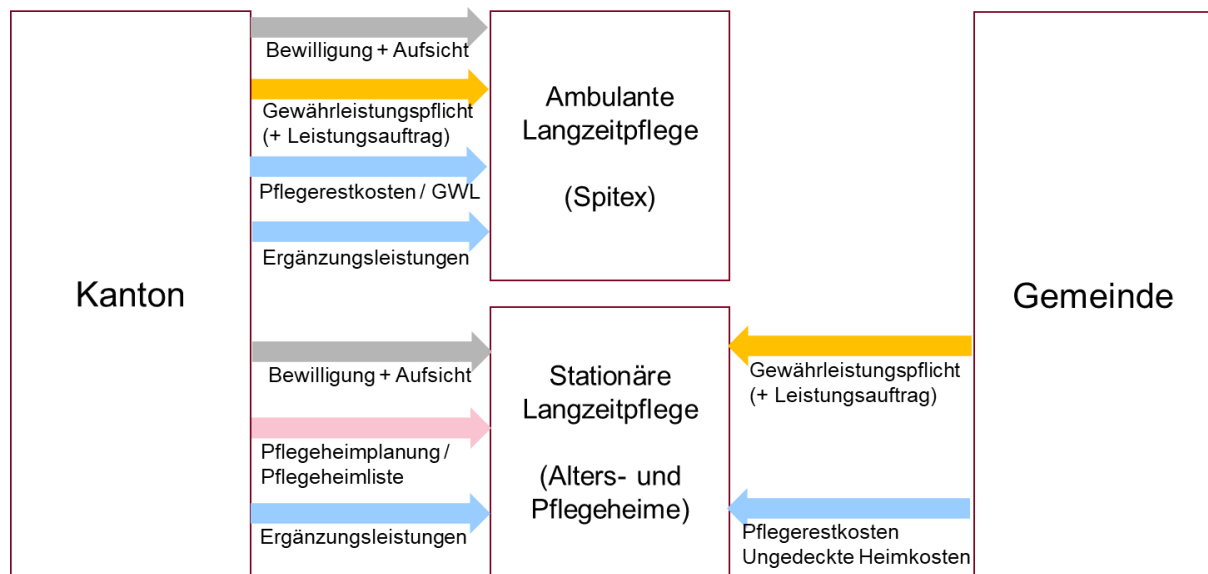 Kanton
Bewilligung + Aufsicht
Gewährleistungspflicht
(+ Leistungsauftrag)
Pflegerestkosten / GWL
Ergänzungsleistungen
Ambulante
Langzeitpflege
(Spitex)
Bewilligung + Aufsicht
Pflegeheimplanung /
Pflegeheimliste
Ergänzungsleistungen
Stationäre
Langzeitpflege
(Alters- und
Pflegeheime)
Gewährleistungspflicht
(+ Leistungsauftrag)
Pflegerestkosten
Ungedeckte Heimkosten
Gemeinde